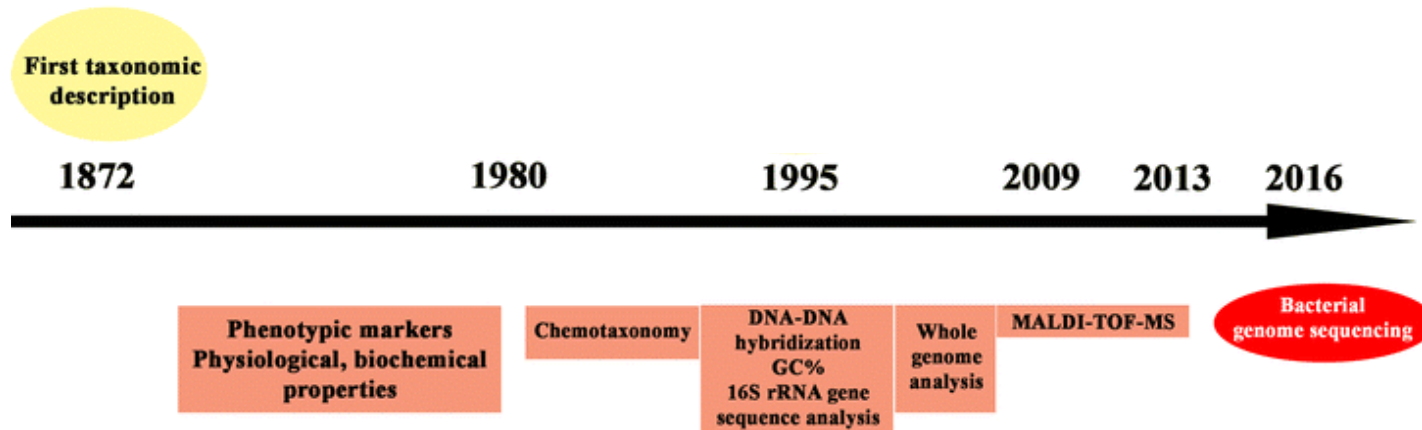 First taxonomic
description
1872
1980
1995
2009
2013
2016
Phenotypic markers
Physiological, biochemical
properties
Chemotaxonomy
DNA-DNA
hybridization
GC%
16S rRNA gene
sequence analysis
Whole
genome
analysis
MALDI-TOF-MS
Bacterial
genome sequencing